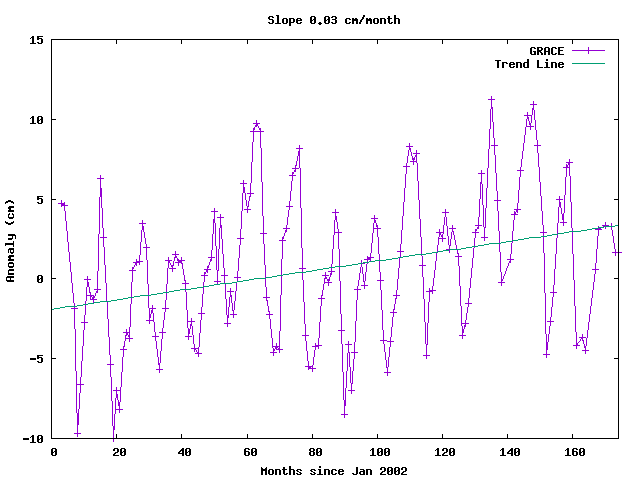 Slope 0.03 cm/month
15
10
5
0
-5
-10
Anomaly (cm)
GRACE
Trend Line
0 20 40 60 80 100 120 140 160
Months since Jan 2002